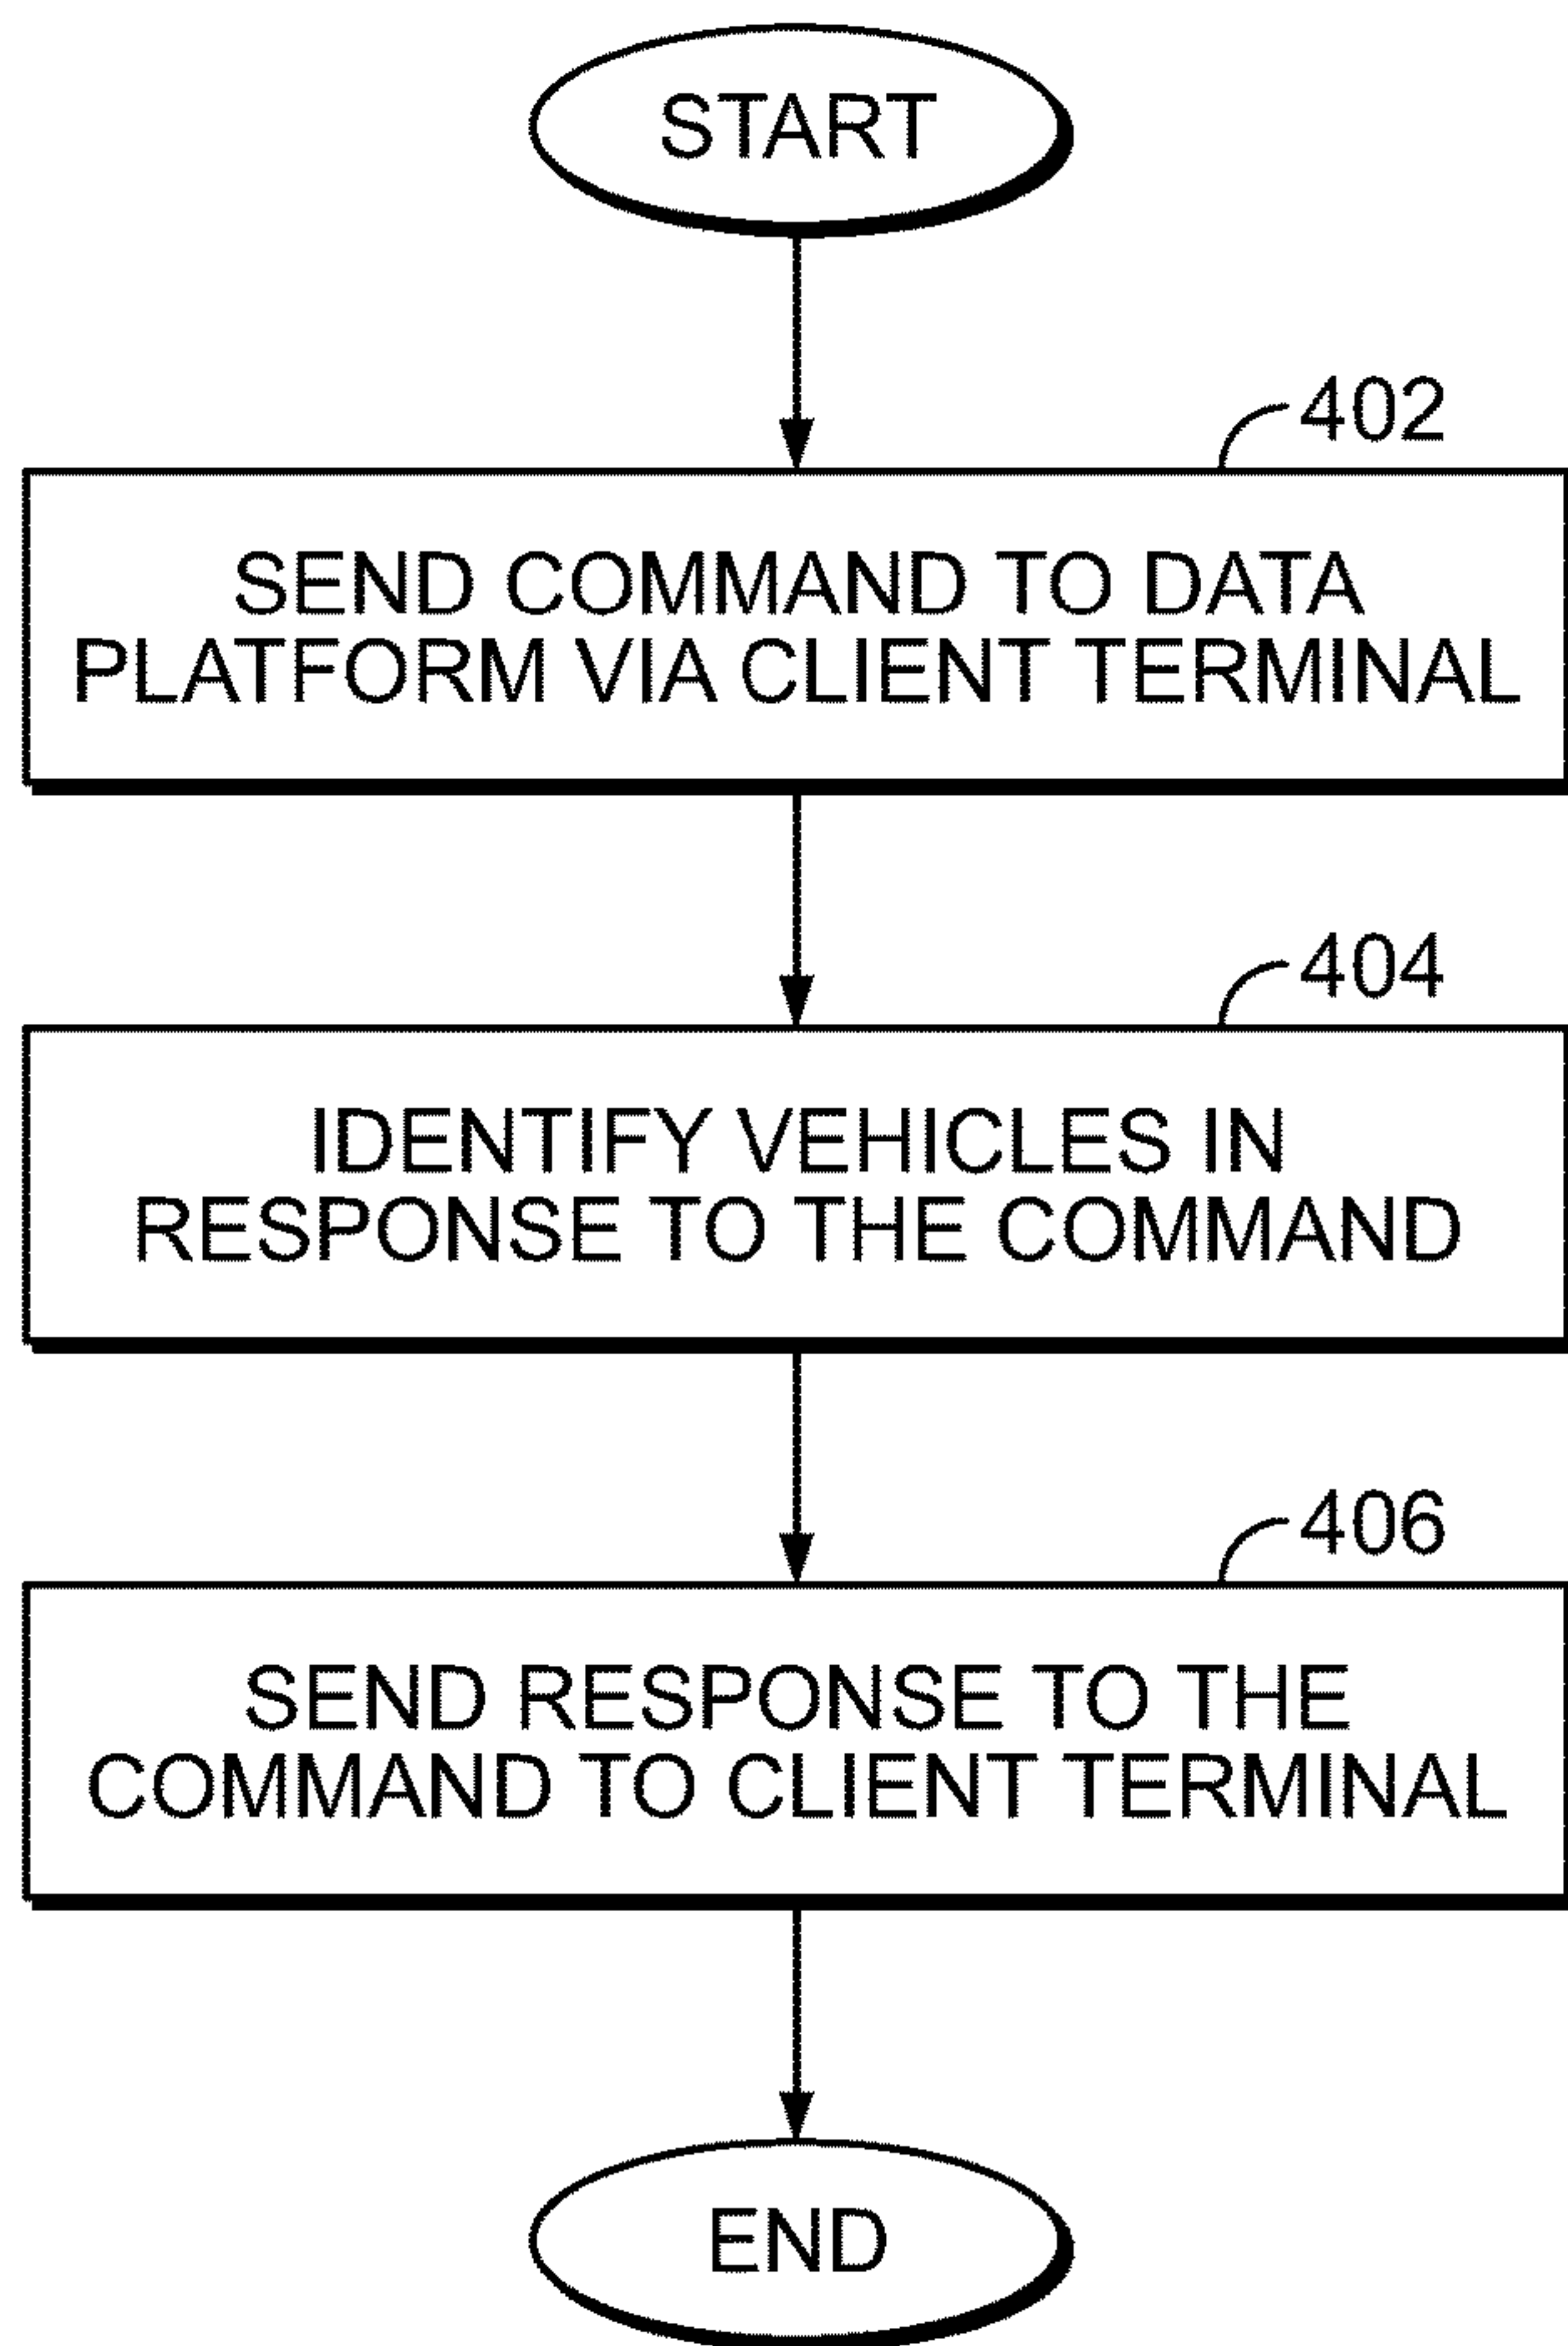 START
402
SEND COMMAND TO DATA
PLATFORM VIA CLIENT TERMINAL
404
IDENTIFY VEHICLES IN
RESPONSE TO THE COMMAND
406
SEND RESPONSE TO THE
COMMAND TO CLIENT TERMINAL
END